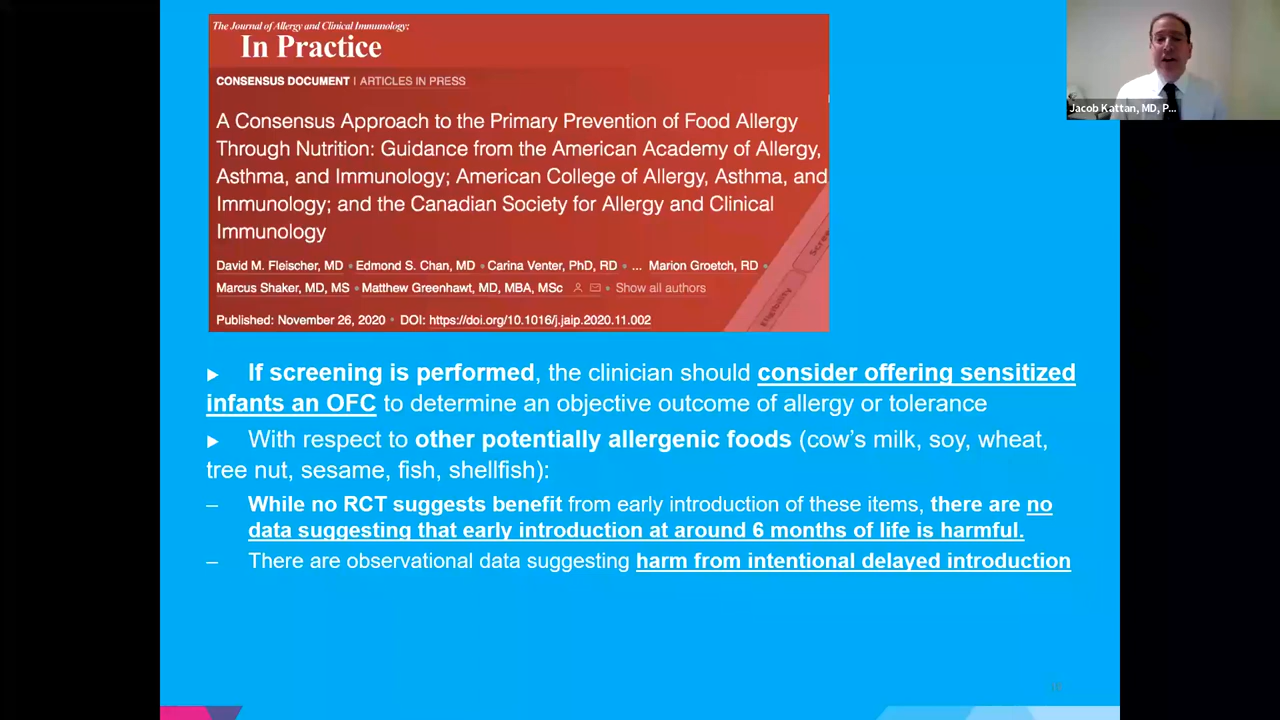 The Journal of Allergy and Clinical Immunology:
In Practice
CONSENSUS DOCUMENT | ARTICLES IN PRESS
A Consensus Approach to the Primary Prevention of Food Allergy
Through Nutrition: Guidance from the American Academy of Allergy,
Asthma, and Immunology; American College of Allergy, Asthma, and
Immunology; and the Canadian Society for Allergy and Clinical
Immunology
David M. Fleischer, MD • Edmond S. Chan, MD • Carina Venter, PhD, RD • ... Marion Groetch, RD •
Marcus Shaker, MD, MS • Matthew Greenhawt, MD, MBA, MSc • Show all authors
Published: November 26, 2020 • DOI: https://doi.org/10.1016/j.jaip.2020.11.002
Eligibility
Jacob Kattan, MD, P...
▶ If screening is performed, the clinician should consider offering sensitized
infants an OFC to determine an objective outcome of allergy or tolerance
▶ With respect to other potentially allergenic foods (cow's milk, soy, wheat,
tree nut, sesame, fish, shellfish):
– While no RCT suggests benefit from early introduction of these items, there are no
data suggesting that early introduction at around 6 months of life is harmful.
– There are observational data suggesting harm from intentional delayed introduction